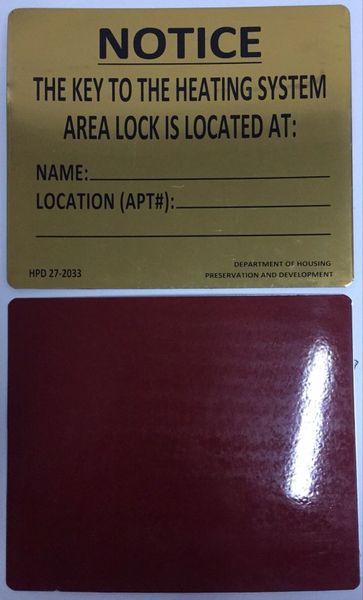 NOTICE
THE KEY TO THE HEATING SYSTEM
AREA LOCK IS LOCATED AT:
NAME:
LOCATION (APT#):
HPD 27-2033
DEPARTMENT OF HOUSING
PRESERVATION AND DEVELOPMENT